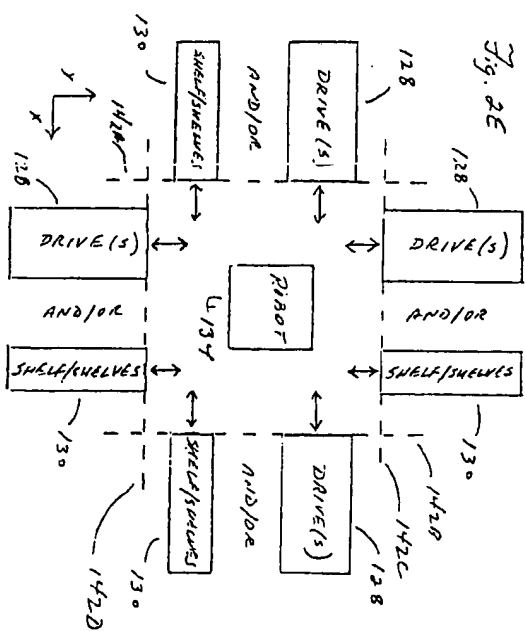 Fig. 2E
130
SHELF/SHELVES
AND/OR
DRIVE(S)
128
Y
X
142A
128
DRIVE(S)
AND/OR
SHELF/SHELVES
130
ROBOT
134
128
DRIVE(S)
AND/OR
SHELF/SHELVES
130
142B
142C
SHELF/SHELVES
AND/OR
DRIVE(S)
130
128
142D